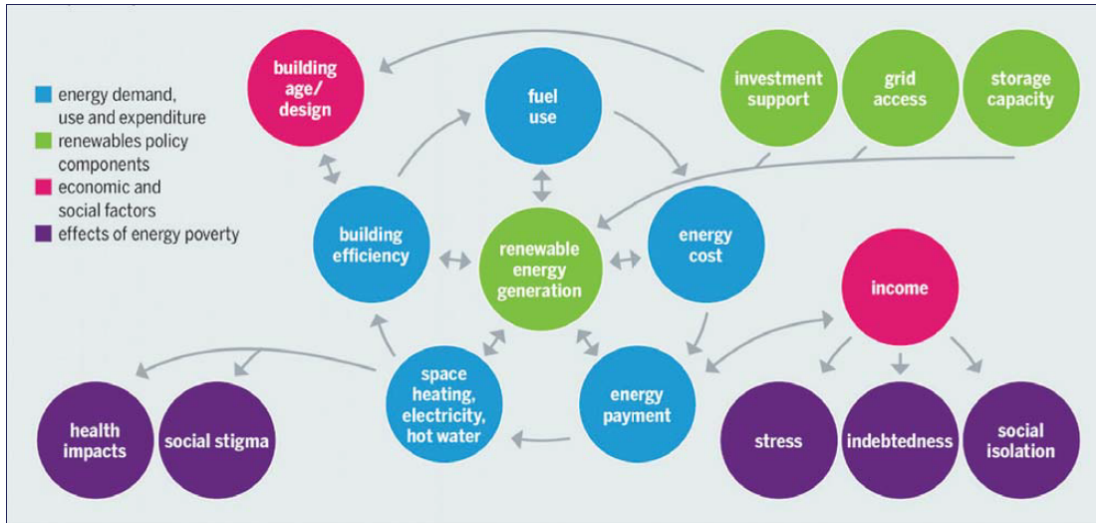 energy demand,
use and expenditure
renewables policy
components
economic and
social factors
effects of energy poverty
building
age/
design
fuel
use
investment
support
grid
access
storage
capacity
building
efficiency
renewable
energy
generation
energy
cost
income
space
heating,
electricity,
hot water
energy
payment
health
impacts
social stigma
stress
indebtedness
social
isolation